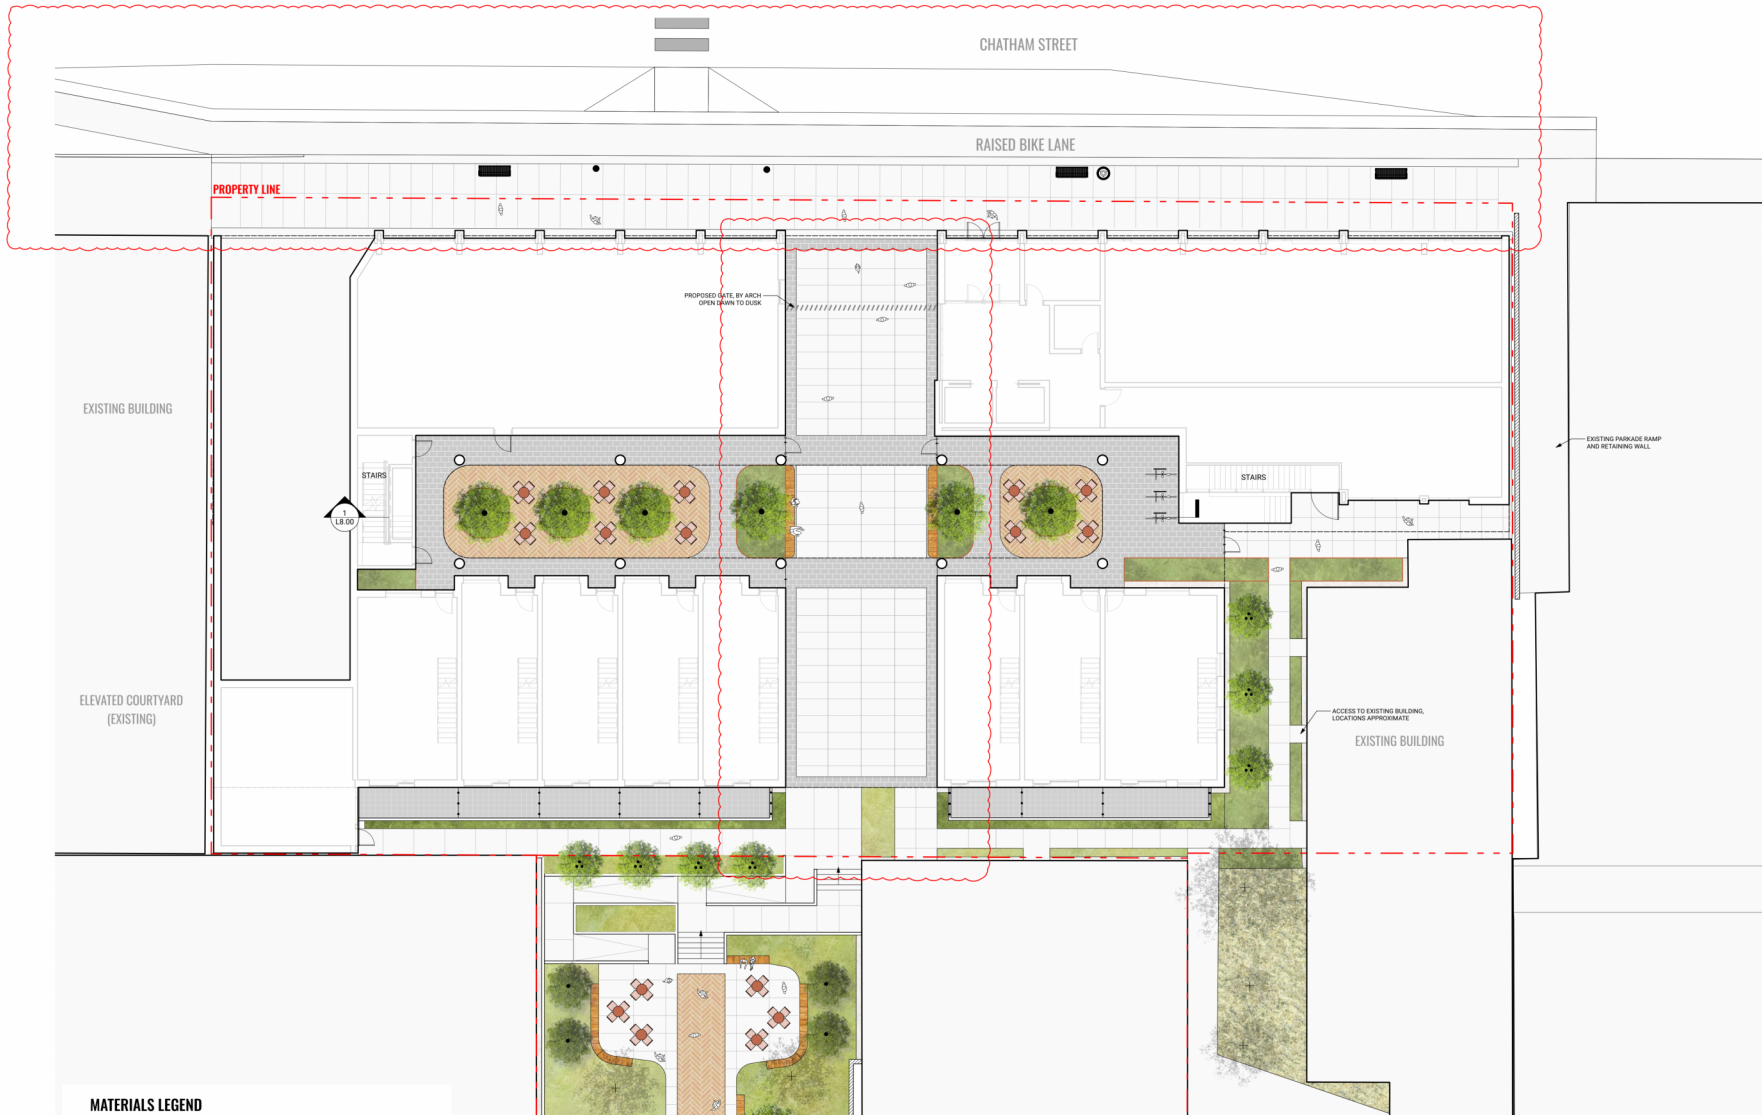 CHATHAM STREET
RAISED BIKE LANE
PROPERTY LINE
PROPOSED GATE, BY ARCH
OPEN DAWN TO DUSK
EXISTING BUILDING
EXISTING PARKADE RAMP
AND RETAINING WALL
STAIRS
STAIRS
1
L8.00
ELEVATED COURTYARD
(EXISTING)
ACCESS TO EXISTING BUILDING,
LOCATIONS APPROXIMATE
EXISTING BUILDING
MATERIALS LEGEND